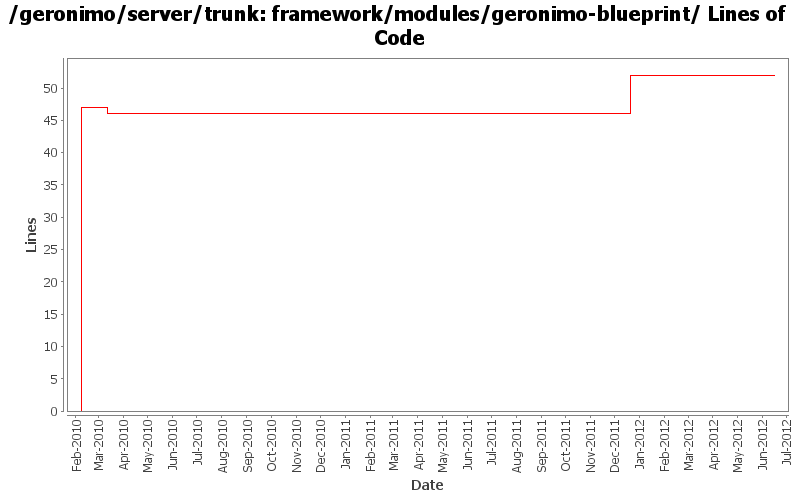 /geronimo/server/trunk: framework/modules/geronimo-blueprint/ Lines of
Code
50
45
40
35
30
25
20
15
10
5
0
Lines
Feb-2010
Mar-2010
Apr-2010
May-2010
Jun-2010
Jul-2010
Aug-2010
Sep-2010
Oct-2010
Nov-2010
Dec-2010
Jan-2011
Feb-2011
Mar-2011
Apr-2011
May-2011
Jun-2011
Jul-2011
Aug-2011
Sep-2011
Oct-2011
Nov-2011
Dec-2011
Jan-2012
Feb-2012
Mar-2012
Apr-2012
May-2012
Jun-2012
Jul-2012
Date